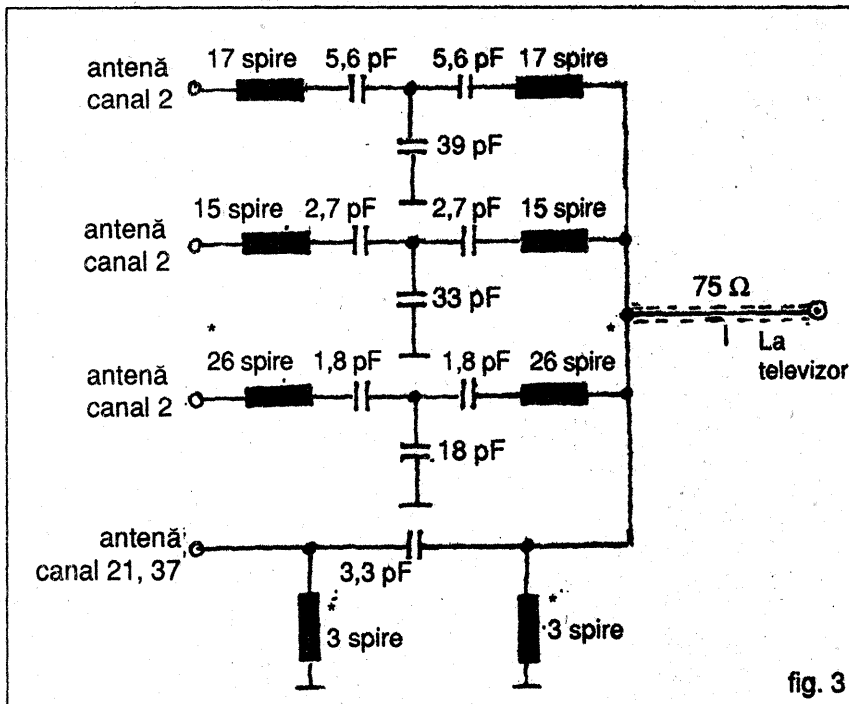 17 spire 5,6 pF 5,6 pF 17 spire
antenă
canal 2
39 pF
15 spire 2,7 pF 2,7 pF 15 spire
antenă
canal 2
33 pF
75 Ω
La
televizor
* *
26 spire 1,8 pF 1,8 pF 26 spire
antenă
canal 2
18 pF
antenă
canal 21, 37
3,3 pF
* *
3 spire 3 spire
fig. 3